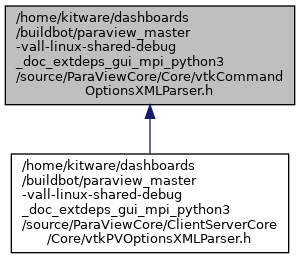 /home/kitware/dashboards
/buildbot/paraview_master
-vall-linux-shared-debug
_doc_extdeps_gui_mpi_python3
/source/ParaViewCore/Core/vtkCommand
OptionsXMLParser.h
/home/kitware/dashboards
/buildbot/paraview_master
-vall-linux-shared-debug
_doc_extdeps_gui_mpi_python3
/source/ParaViewCore/ClientServerCore
/Core/vtkPVOptionsXMLParser.h